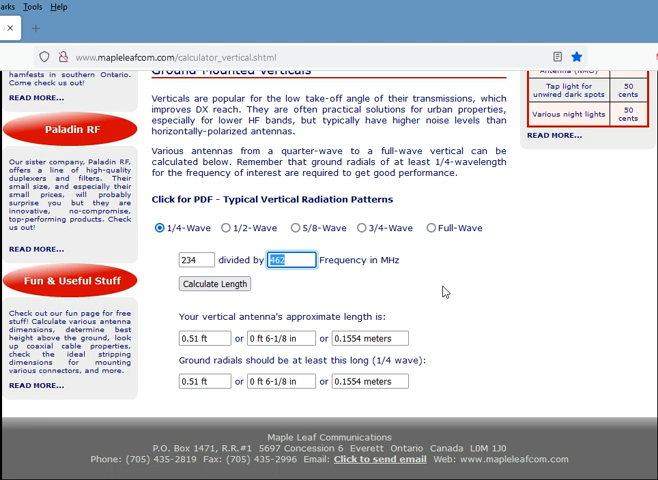 arks Tools Help
www.mapleleafcom.com/calculator_vertical.shtml
hamfests in southern Ontario.
Come check us out!
READ MORE...
Paladin RF
Our sister company, Paladin RF,
offers a line of high-quality
duplexers and filters. Their
small size, and especially their
small prices, will probably
surprise you but they are
innovative, no-compromise,
top-performing products. Check
us out!
READ MORE...
Fun & Useful Stuff
Check out our fun page for free
stuff! Calculate various antenna
dimensions, determine best
height above the ground, look
up coaxial cable properties,
check the ideal stripping
dimensions for mounting
various connectors, and more.
READ MORE...
Ground Mounted Verticals
Verticals are popular for the low take-off angle of their transmissions, which
improves DX reach. They are often practical solutions for urban properties,
especially for lower HF bands, but typically have higher noise levels than
horizontally-polarized antennas.
Various antennas from a quarter-wave to a full-wave vertical can be
calculated below. Remember that ground radials of at least 1/4-wavelength
for the frequency of interest are required to get good performance.
Click for PDF - Typical Vertical Radiation Patterns
1/4-Wave 1/2-Wave 5/8-Wave 3/4-Wave Full-Wave
234 divided by 462 Frequency in MHz
Calculate Length
Your vertical antenna's approximate length is:
0.51 ft or 0 ft 6-1/8 in or 0.1554 meters
Ground radials should be at least this long (1/4 wave):
0.51 ft or 0 ft 6-1/8 in or 0.1554 meters
Antenna (NMO)
Tap light for unwired dark spots 50 cents
Various night lights 50 cents
READ MORE...
Maple Leaf Communications
P.O. Box 1471, R.R.#1 5697 Concession 6 Everett Ontario Canada L0M 1J0
Phone: (705) 435-2819 Fax: (705) 435-2996 Email: Click to send email Web: www.mapleleafcom.com